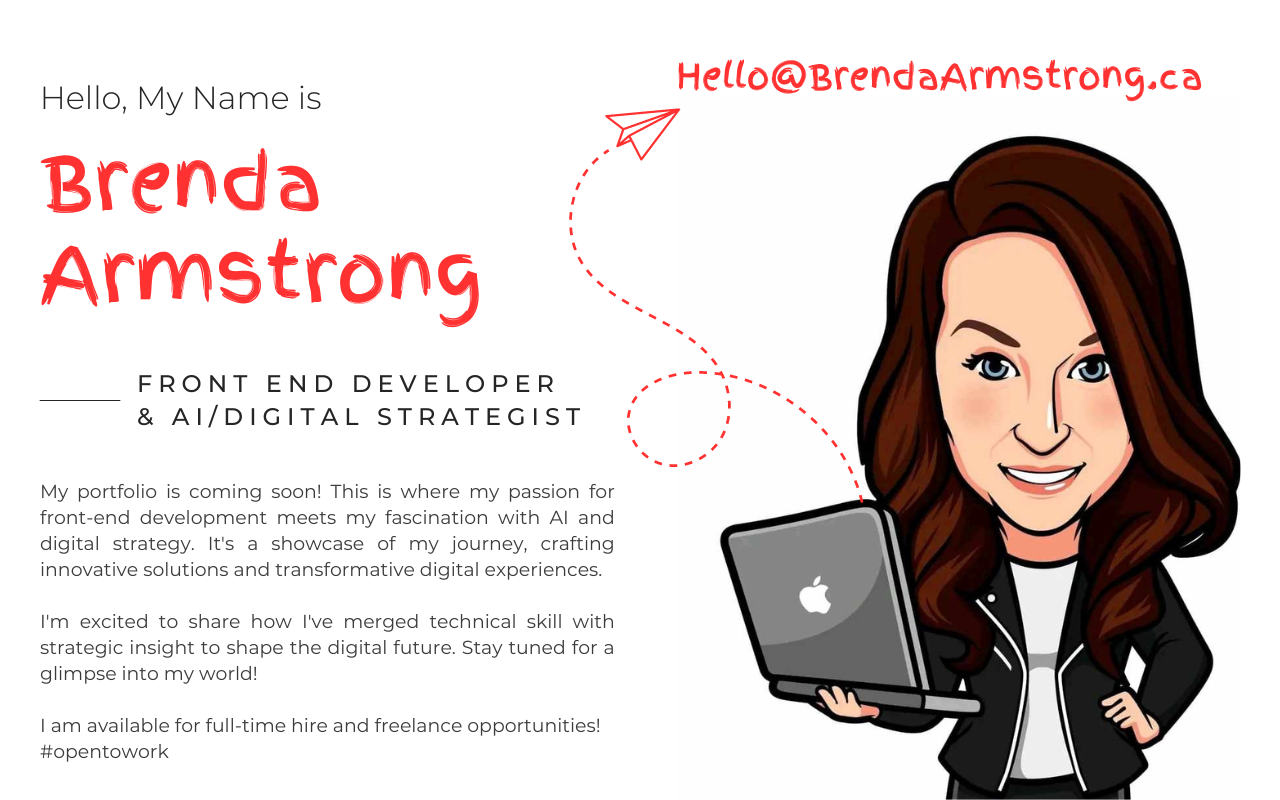 Hello@BrendaArmstrong.ca
Hello, My Name is
Brenda
Armstrong
FRONT END DEVELOPER
& AI/DIGITAL STRATEGIST
My portfolio is coming soon! This is where my passion for
front-end development meets my fascination with AI and
digital strategy. It's a showcase of my journey, crafting
innovative solutions and transformative digital experiences.
I'm excited to share how I've merged technical skill with
strategic insight to shape the digital future. Stay tuned for a
glimpse into my world!
I am available for full-time hire and freelance opportunities!
#opentowork